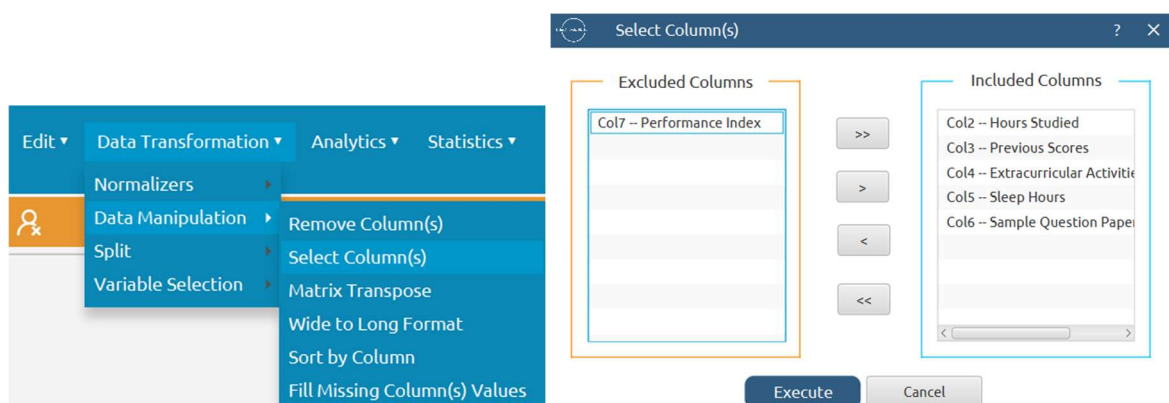 Edit ▾ Data Transformation ▾ Analytics ▾ Statistics ▾
Normalizers
Data Manipulation
Split
Variable Selection
Remove Column(s)
Select Column(s)
Matrix Transpose
Wide to Long Format
Sort by Column
Fill Missing Column(s) Values
Select Column(s) ? ×
Excluded Columns
Col7 -- Performance Index
>>
>
<
<<
Included Columns
Col2 -- Hours Studied
Col3 -- Previous Scores
Col4 -- Extracurricular Activitie
Col5 -- Sleep Hours
Col6 -- Sample Question Paper
Execute Cancel